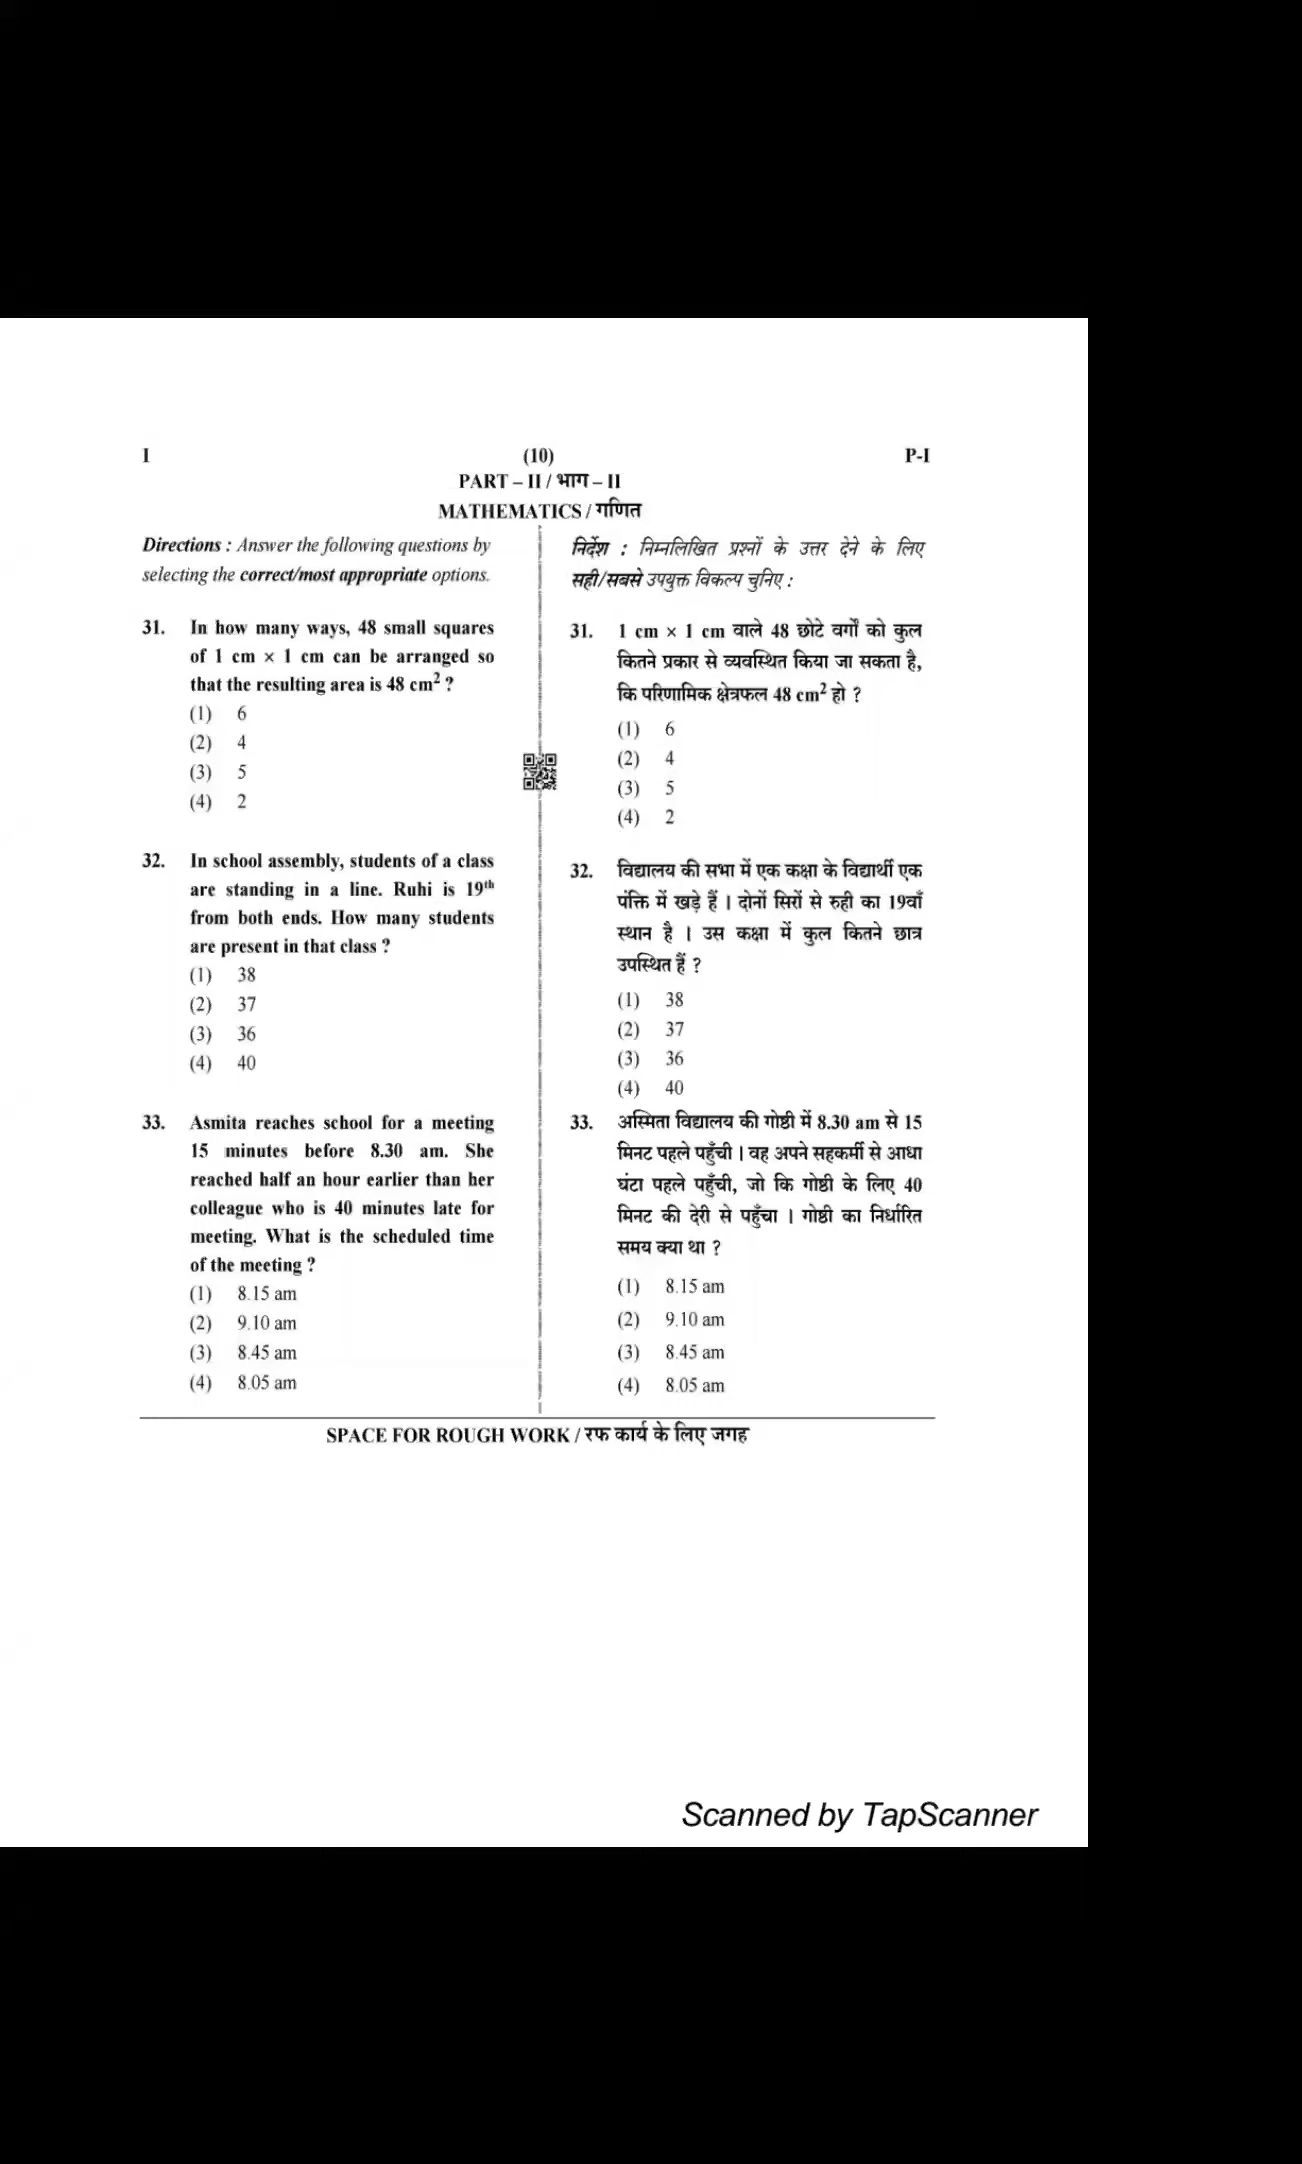 I (10) P-I
PART – II / भाग – II
MATHEMATICS / गणित
Directions : Answer the following questions by
selecting the correct/most appropriate options.
31. In how many ways, 48 small squares
of 1 cm × 1 cm can be arranged so
that the resulting area is 48 cm² ?
(1) 6
(2) 4
(3) 5
(4) 2
32. In school assembly, students of a class
are standing in a line. Ruhi is 19th
from both ends. How many students
are present in that class ?
(1) 38
(2) 37
(3) 36
(4) 40
33. Asmita reaches school for a meeting
15 minutes before 8.30 am. She
reached half an hour earlier than her
colleague who is 40 minutes late for
meeting. What is the scheduled time
of the meeting ?
(1) 8.15 am
(2) 9.10 am
(3) 8.45 am
(4) 8.05 am
निर्देश : निम्नलिखित प्रश्नों के उत्तर देने के लिए
सही/सबसे उपयुक्त विकल्प चुनिए :
31. 1 cm × 1 cm वाले 48 छोटे वर्गों को कुल
कितने प्रकार से व्यवस्थित किया जा सकता है,
कि परिणामिक क्षेत्रफल 48 cm² हो ?
(1) 6
(2) 4
(3) 5
(4) 2
32. विद्यालय की सभा में एक कक्षा के विद्यार्थी एक
पंक्ति में खड़े हैं । दोनों सिरों से रुही का 19वाँ
स्थान है । उस कक्षा में कुल कितने छात्र
उपस्थित हैं ?
(1) 38
(2) 37
(3) 36
(4) 40
33. अस्मिता विद्यालय की गोष्ठी में 8.30 am से 15
मिनट पहले पहुँची । वह अपने सहकर्मी से आधा
घंटा पहले पहुँची, जो कि गोष्ठी के लिए 40
मिनट की देरी से पहुँचा । गोष्ठी का निर्धारित
समय क्या था ?
(1) 8.15 am
(2) 9.10 am
(3) 8.45 am
(4) 8.05 am
SPACE FOR ROUGH WORK / रफ कार्य के लिए जगह
Scanned by TapScanner